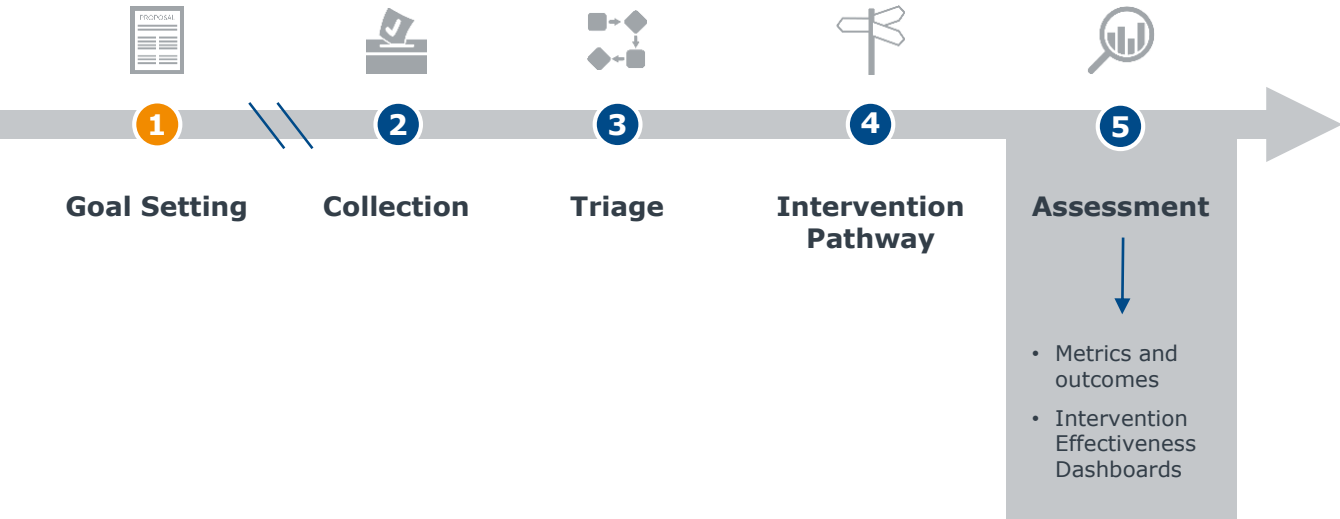 PROPOSAL
1
2
3
4
5
Goal Setting
Collection
Triage
Intervention
Pathway
Assessment
• Metrics and
outcomes
• Intervention
Effectiveness
Dashboards